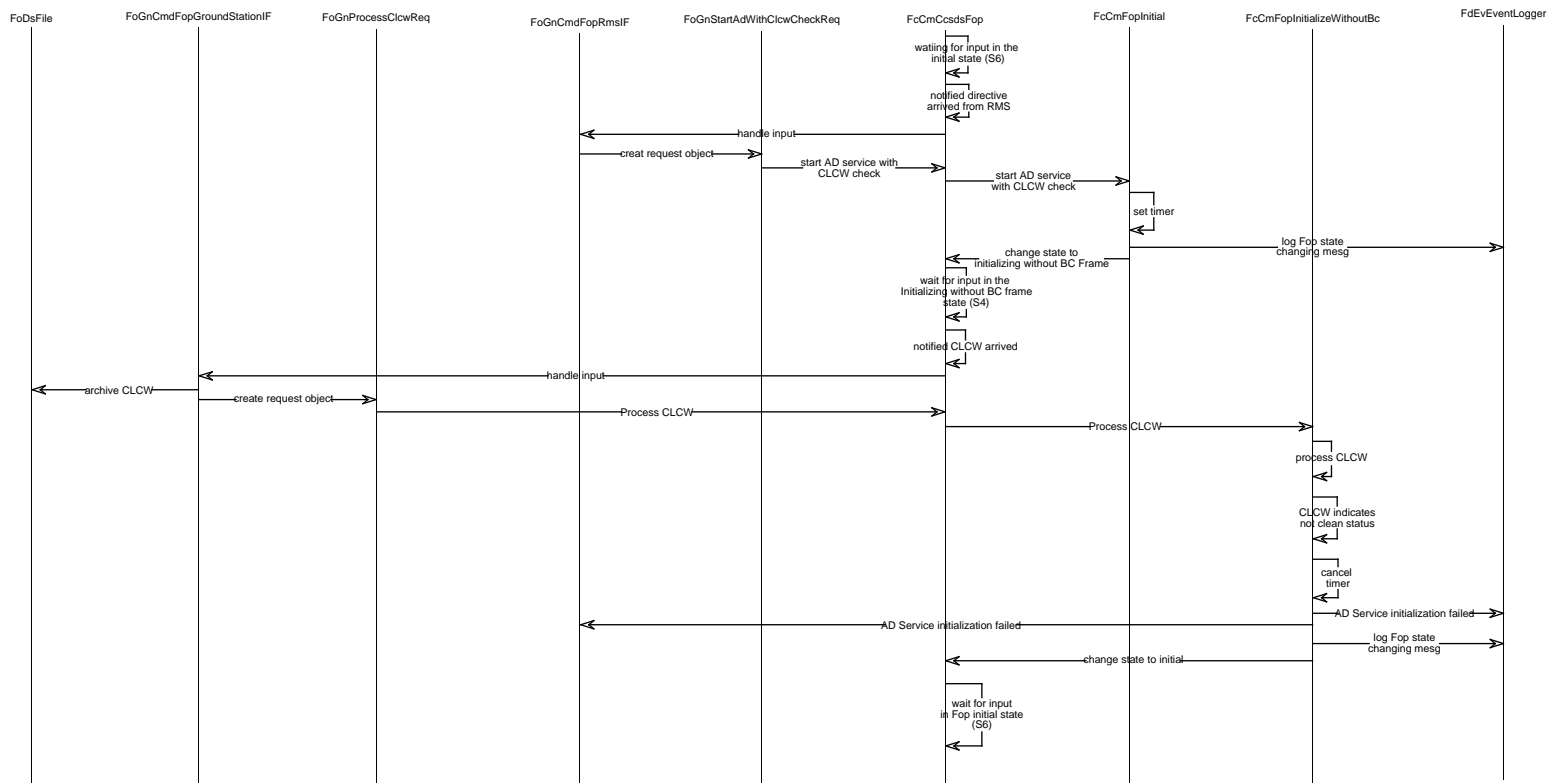 FoDsFile
FoGnCmdFopGroundStationIF
FoGnProcessClcwReq
FoGnCmdFopRmsIF
FoGnStartAdWithClcwCheckReq
FcCmCcsdsFop
FcCmFopInitial
FcCmFopInitializeWithoutBc
FdEvEventLogger
watiing for input in the
initial state (S6)
notified directive
arrived from RMS
handle input
creat request object
start AD service with
CLCW check
start AD service
with CLCW check
set timer
log Fop state
changing mesg
change state to
initializing without BC Frame
wait for input in the
Initializing without BC frame
state (S4)
notified CLCW arrived
handle input
archive CLCW
create request object
Process CLCW
Process CLCW
process CLCW
CLCW indicates
not clean status
cancel
timer
AD Service initialization failed
AD Service initialization failed
log Fop state
changing mesg
change state to initial
wait for input
in Fop initial state
(S6)